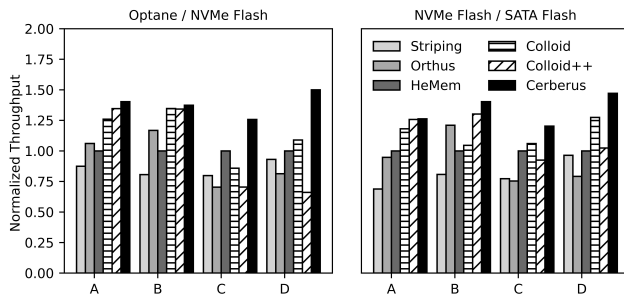 Optane / NVMe Flash
NVMe Flash / SATA Flash
Normalized Throughput
2.00
1.75
1.50
1.25
1.00
0.75
0.50
0.25
0.00
A B C D
Striping
Orthus
HeMem
Colloid
Colloid++
Cerberus
A B C D